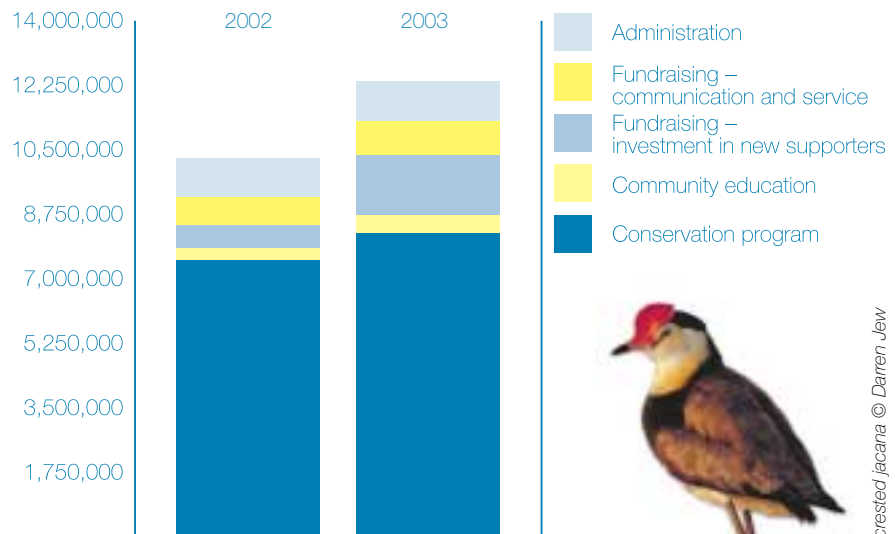 14,000,000
12,250,000
10,500,000
8,750,000
7,000,000
5,250,000
3,500,000
1,750,000
2002
2003
Administration
Fundraising –
communication and service
Fundraising –
investment in new supporters
Community education
Conservation program
crested jacana © Darren Jew